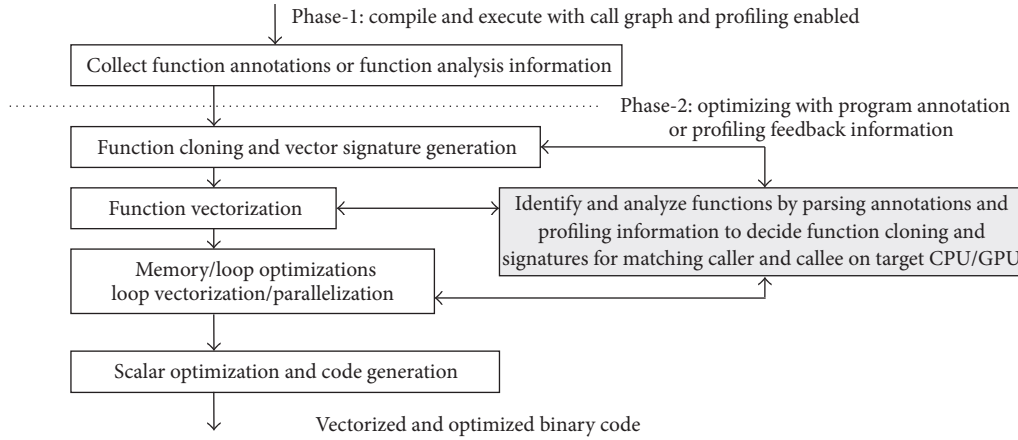 Phase-1: compile and execute with call graph and profiling enabled
Collect function annotations or function analysis information
Phase-2: optimizing with program annotation
or profiling feedback information
Function cloning and vector signature generation
Function vectorization
Identify and analyze functions by parsing annotations and
profiling information to decide function cloning and
signatures for matching caller and callee on target CPU/GPU
Memory/loop optimizations
loop vectorization/parallelization
Scalar optimization and code generation
Vectorized and optimized binary code